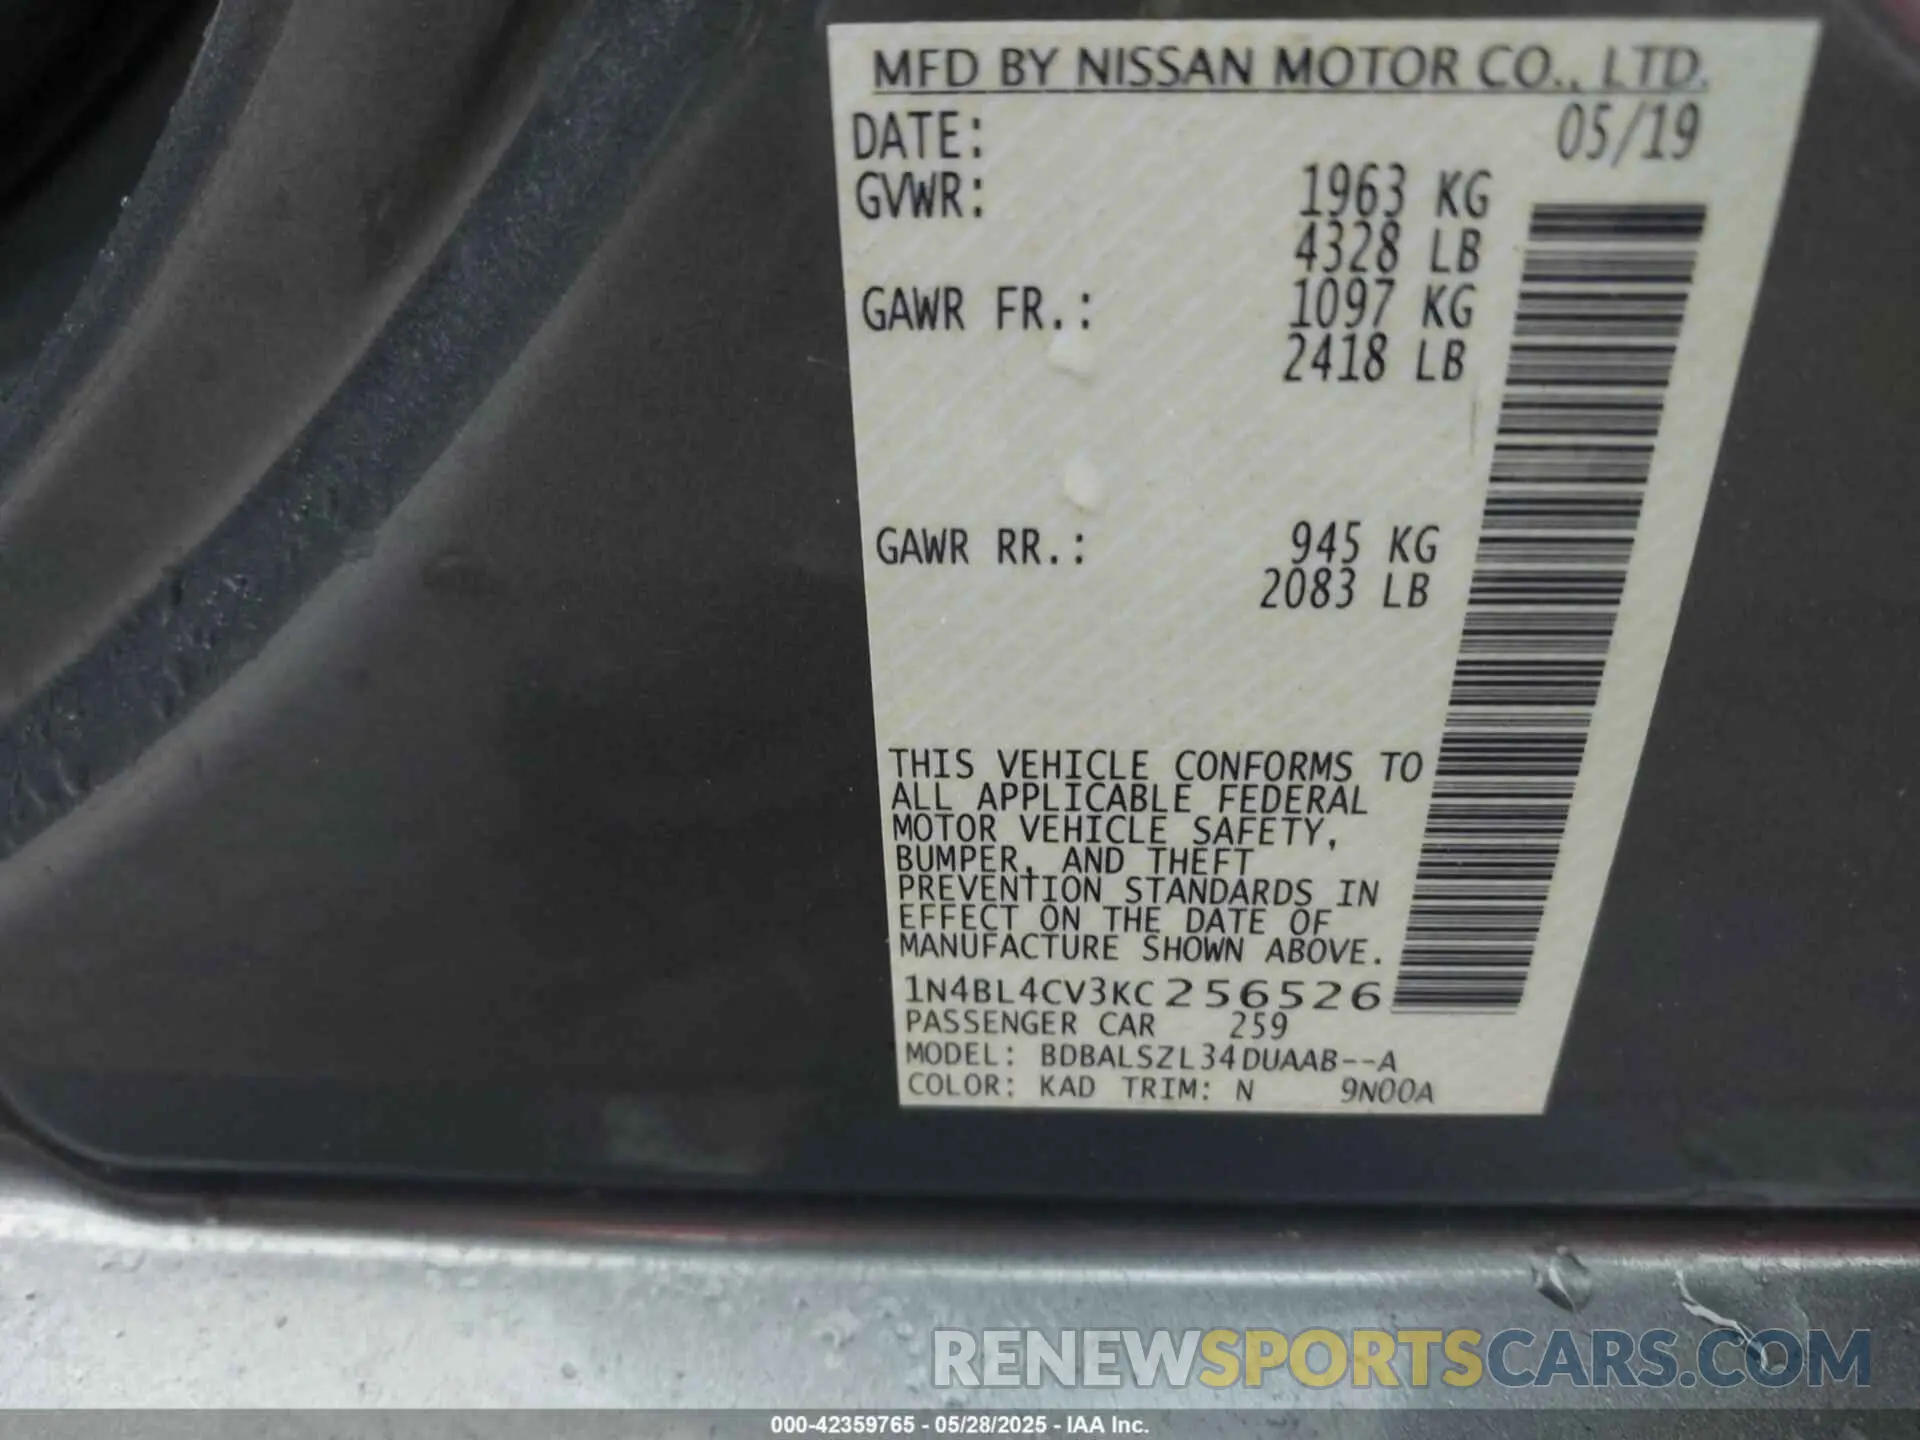 MFD BY NISSAN MOTOR CO., LTD.
DATE: 05/19
GVWR: 1963 KG
4328 LB
GAWR FR.: 1097 KG
2418 LB
GAWR RR.: 945 KG
2083 LB
THIS VEHICLE CONFORMS TO
ALL APPLICABLE FEDERAL
MOTOR VEHICLE SAFETY,
BUMPER, AND THEFT
PREVENTION STANDARDS IN
EFFECT ON THE DATE OF
MANUFACTURE SHOWN ABOVE.
1N4BL4CV3KC256526
PASSENGER CAR 259
MODEL: BDBALSZL34DUAAB--A
COLOR: KAD TRIM: N 9N00A
RENEWSPORTSCARS.COM
000-42359765 - 05/28/2025 - IAA Inc.